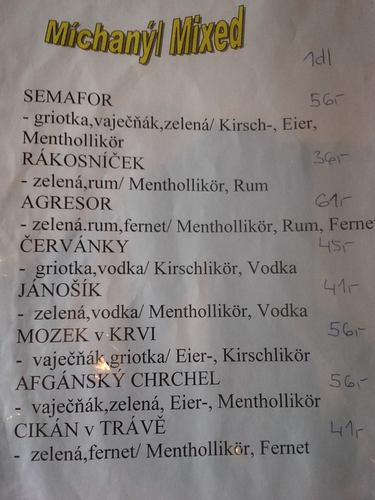 Míchaný/ Mixed
1dl
SEMAFOR 56,-
- griotka,vaječňák,zelená/ Kirsch-, Eier,
Menthollikör
RÁKOSNÍČEK 36,-
- zelená,rum/ Menthollikör, Rum
AGRESOR 61,-
- zelená.rum,fernet/ Menthollikör, Rum, Ferne
ČERVÁNKY 45,-
- griotka,vodka/ Kirschlikör, Vodka
JÁNOŠÍK 41,-
- zelená,vodka/ Menthollikör, Vodka
MOZEK v KRVI 56,-
- vaječňák,griotka/ Eier-, Kirschlikör
AFGÁNSKÝ CHRCHEL 56,-
- vaječňák,zelená, Eier-, Menthollikör
CIKÁN v TRÁVĚ 41,-
- zelená,fernet/ Menthollikör, Fernet